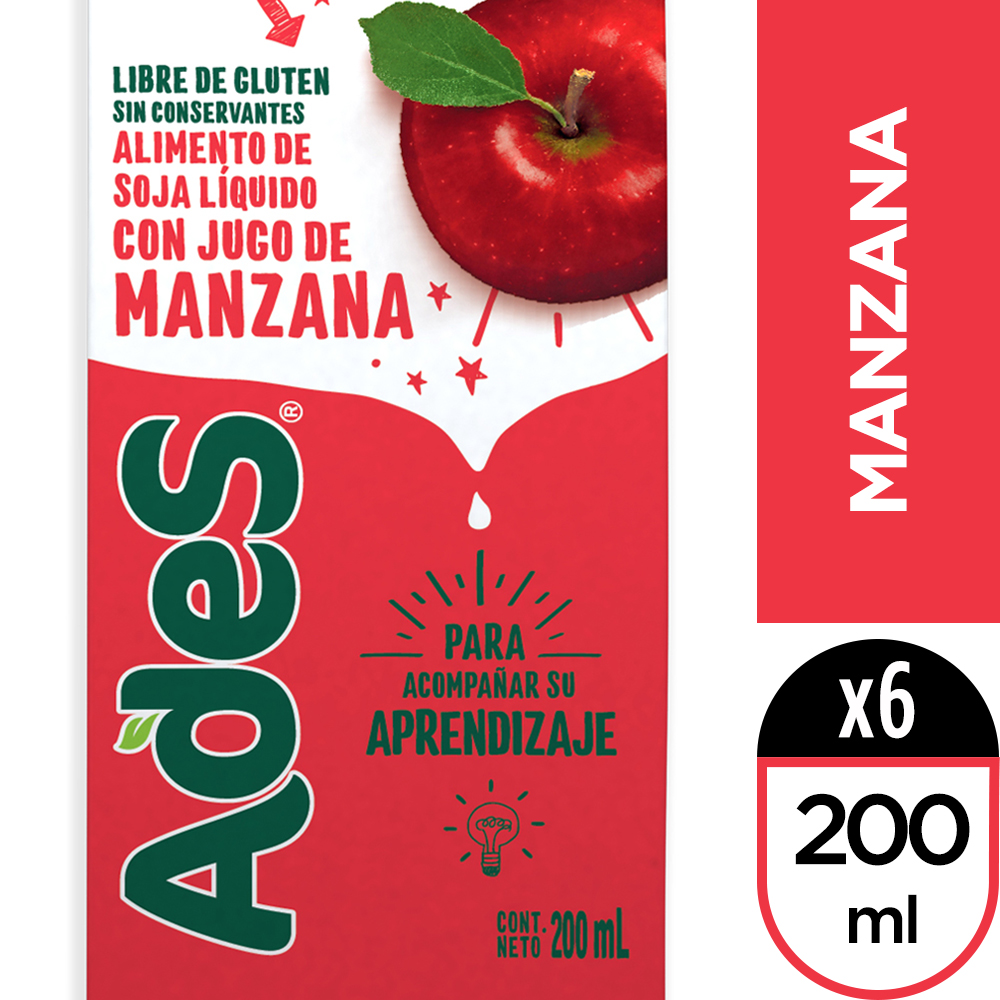 LIBRE DE GLUTEN
SIN CONSERVANTES
ALIMENTO DE
SOJA LÍQUIDO
CON JUGO DE
MANZANA
AdeS®
PARA
ACOMPAÑAR SU
APRENDIZAJE
CONT.
NETO 200 mL
MANZANA
x6
200
ml